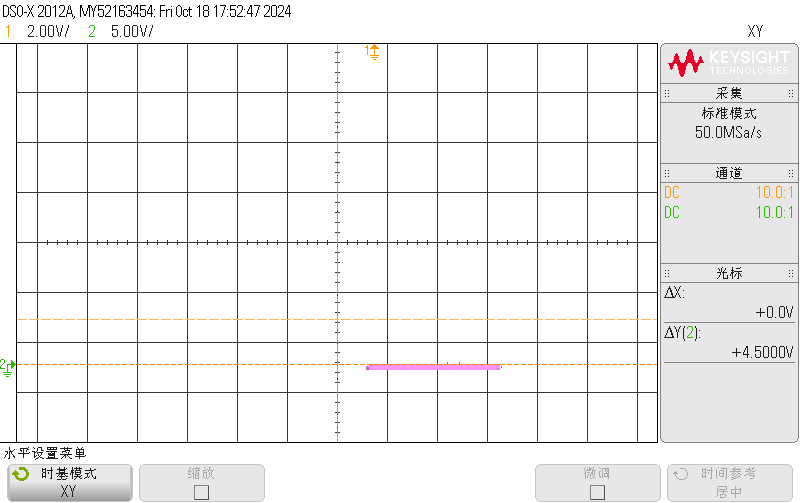 DSO-X 2012A, MY52163454: Fri Oct 18 17:52:47 2024
1 2.00V/ 2 5.00V/ XY
1
KEYSIGHT
TECHNOLOGIES
采集
标准模式
50.0MSa/s
通道
DC 10.0:1
DC 10.0:1
光标
ΔX:
+0.0V
ΔY(2):
+4.5000V
2
水平设置菜单
时基模式
XY
缩放
微调
时间参考
居中